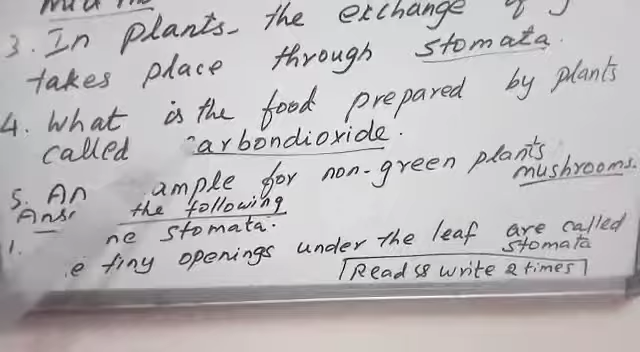 3. In plants the exchange of
takes place through stomata.
4. What is the food prepared by plants
called arbondioxide.
5. An ample for non-green plants
mushrooms.
the following
1. ne stomata.
e tiny openings under the leaf are called
stomata
Read & write 2 times